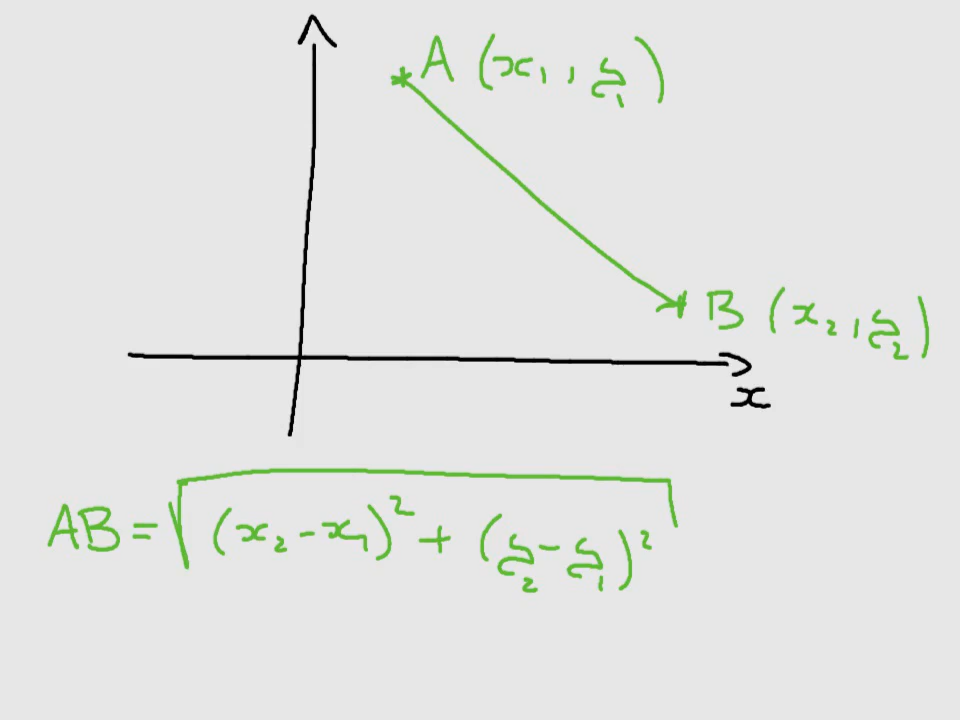 A (x₁, y₁)
B (x₂, y₂)
x
AB = √((x₂ - x₁)² + (y₂ - y₁)²)